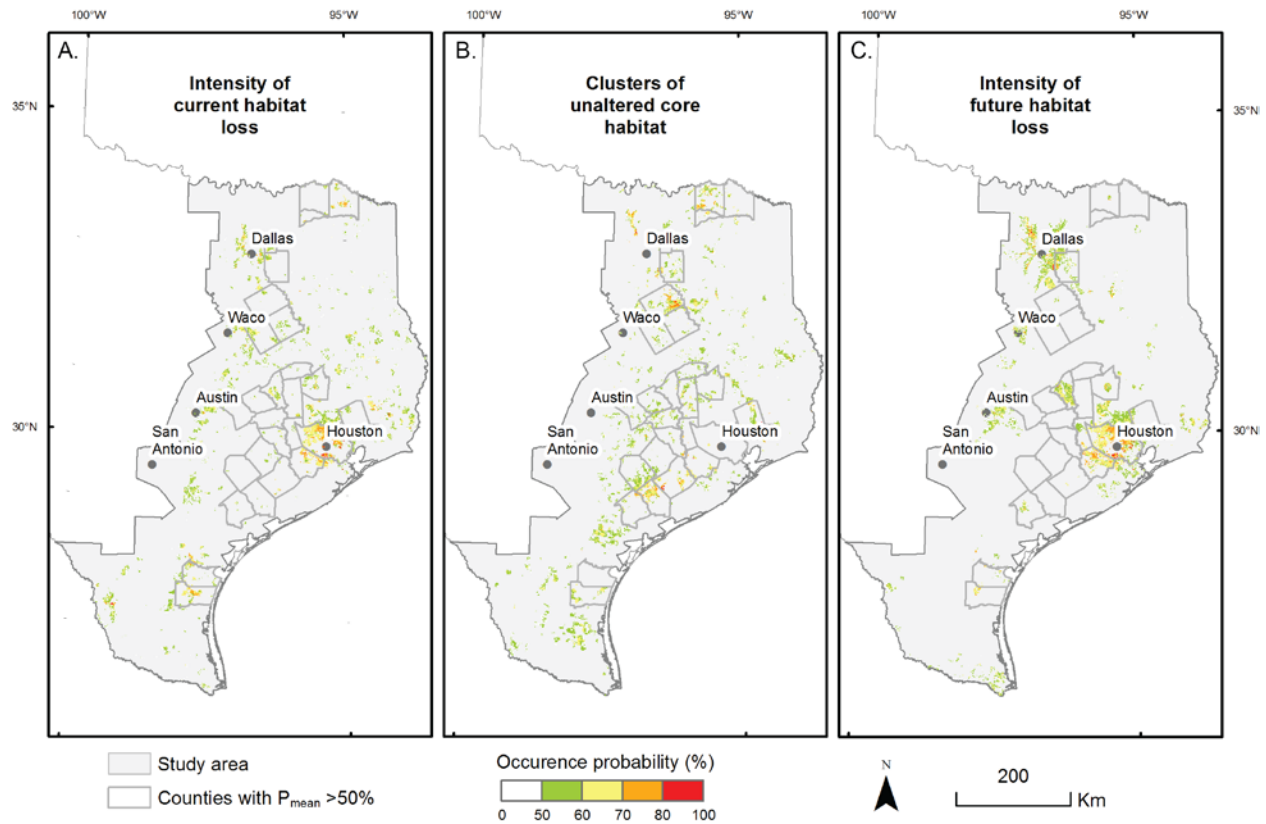 100°W 95°W 100°W 95°W 100°W 95°W
A. B. C.
Intensity of
current habitat
loss
Clusters of
unaltered core
habitat
Intensity of
future habitat
loss
35°N 35°N
30°N 30°N
Dallas
Waco
Austin
San
Antonio
Houston
Dallas
Waco
Austin
San
Antonio
Houston
Dallas
Waco
Austin
San
Antonio
Houston
Study area
Counties with Pmean >50%
Occurence probability (%)
0 50 60 70 80 100
N
200
Km